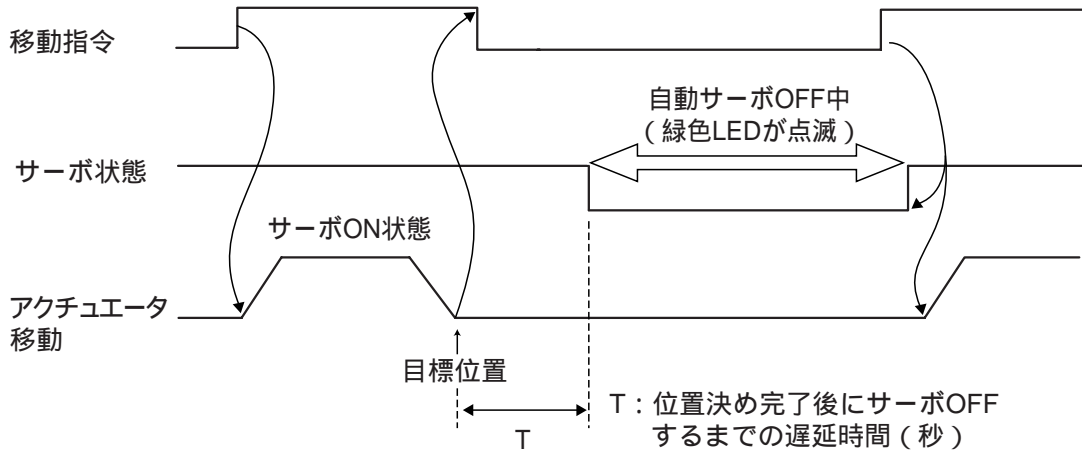 移動指令
自動サーボOFF中
（緑色LEDが点滅）
サーボ状態
サーボON状態
アクチュエータ
移動
目標位置
T
T：位置決め完了後にサーボOFF
するまでの遅延時間（秒）